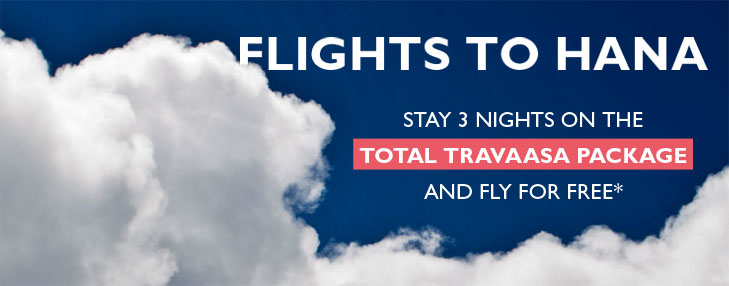 FLIGHTS TO HANA
STAY 3 NIGHTS ON THE
TOTAL TRAVAASA PACKAGE
AND FLY FOR FREE*